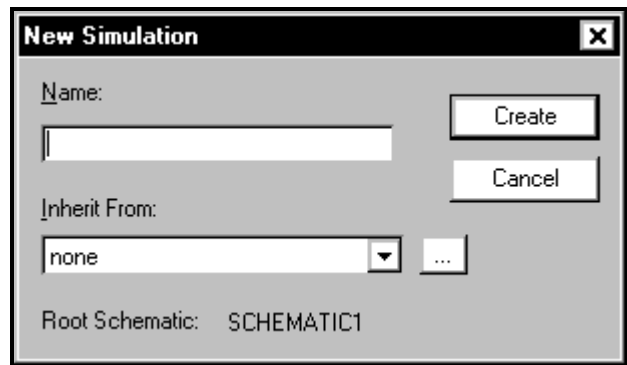 New Simulation
Name:
Create
Cancel
Inherit From:
none
...
Root Schematic: SCHEMATIC1